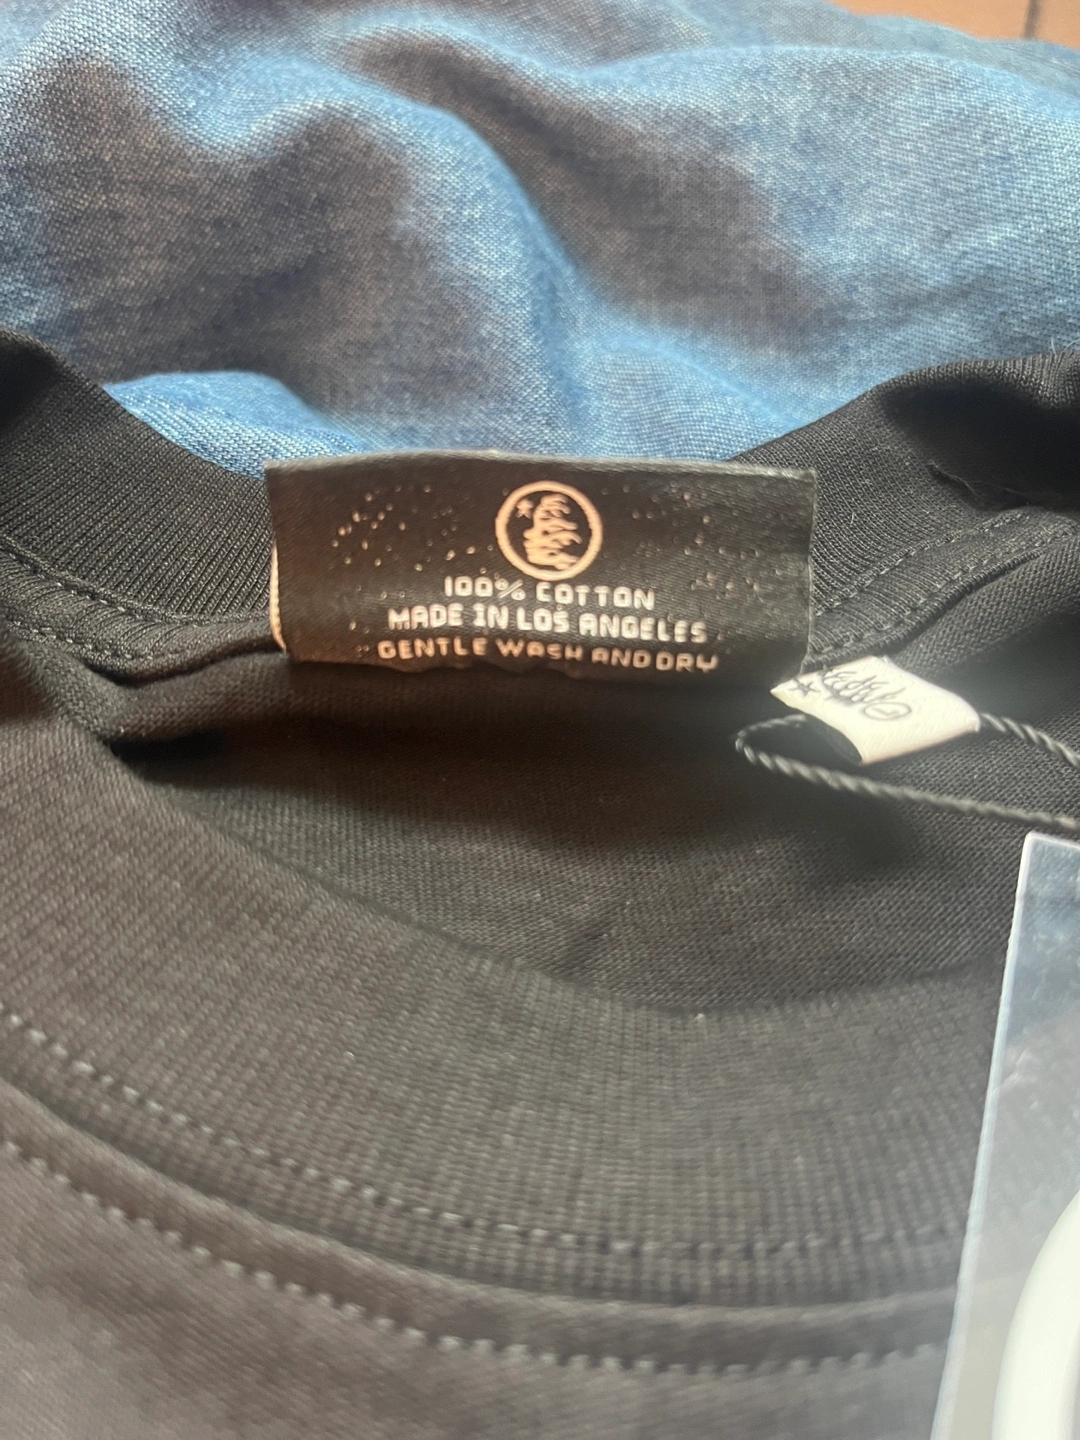 100% COTTON
MADE IN LOS ANGELES
GENTLE WASH AND DRY